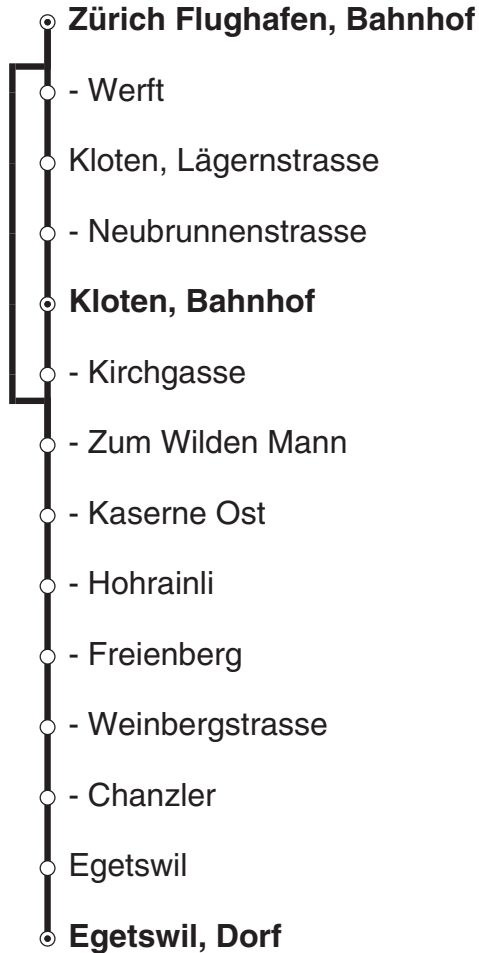 Zürich Flughafen, Bahnhof
- Werft
Kloten, Lägernstrasse
- Neubrunnenstrasse
Kloten, Bahnhof
- Kirchgasse
- Zum Wilden Mann
- Kaserne Ost
- Hohrainli
- Freienberg
- Weinbergstrasse
- Chanzler
Egetswil
Egetswil, Dorf